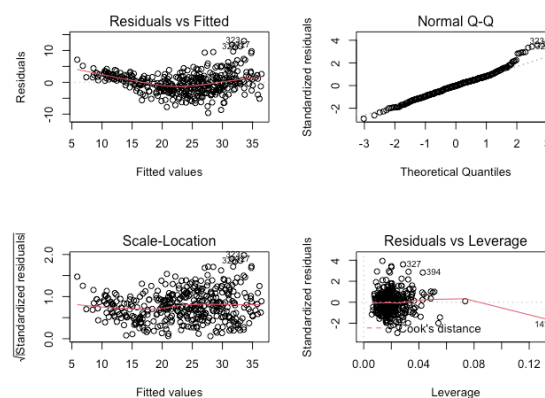 Residuals vs Fitted
Residuals
-10 0 10
323
327
5 10 15 20 25 30 35
Fitted values
Normal Q-Q
Standardized residuals
-2 0 2 4
-3 -2 -1 0 1 2 3
Theoretical Quantiles
Scale-Location
√|Standardized residuals|
0.0 1.0 2.0
5 10 15 20 25 30 35
Fitted values
Residuals vs Leverage
Standardized residuals
-2 0 2 4
327
394
14
ook's distance
0.00 0.04 0.08 0.12
Leverage